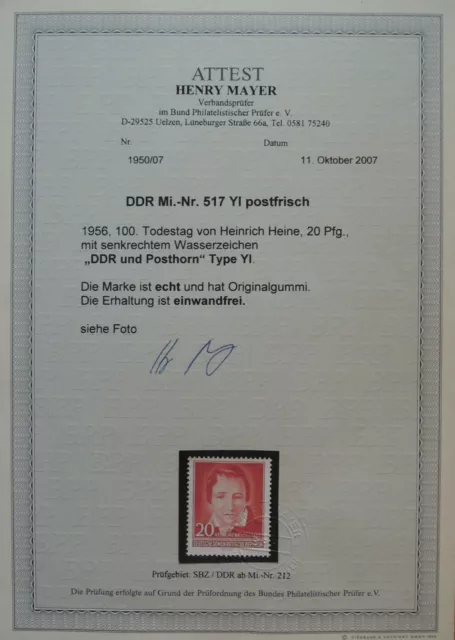 ATTEST
HENRY MAYER
Verbandsprüfer
im Bund Philatelistischer Prüfer e. V.
D-29525 Uelzen, Lüneburger Straße 66a, Tel. 0581 75240
Nr. Datum
1950/07 11. Oktober 2007
DDR Mi.-Nr. 517 YI postfrisch
1956, 100. Todestag von Heinrich Heine, 20 Pfg.,
mit senkrechtem Wasserzeichen
„DDR und Posthorn“ Type YI.
Die Marke ist echt und hat Originalgummi.
Die Erhaltung ist einwandfrei.
siehe Foto
20
Prüfgebiet: SBZ / DDR ab Mi.-Nr. 212
Die Prüfung erfolgte auf Grund der Prüfordnung des Bundes Philatelistischer Prüfer e.V.